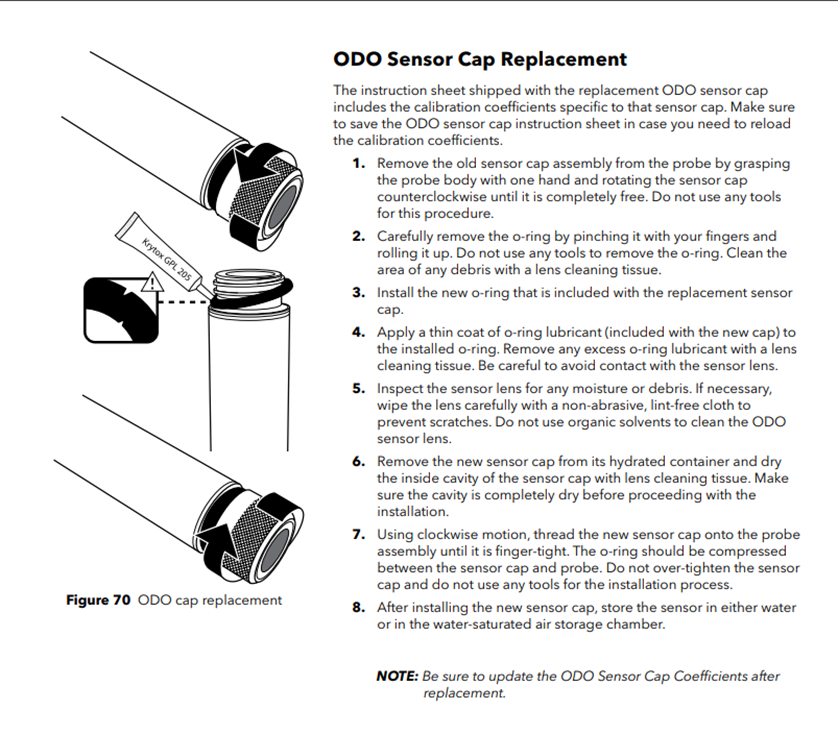 ODO Sensor Cap Replacement
The instruction sheet shipped with the replacement ODO sensor cap
includes the calibration coefficients specific to that sensor cap. Make sure
to save the ODO sensor cap instruction sheet in case you need to reload
the calibration coefficients.
1. Remove the old sensor cap assembly from the probe by grasping
the probe body with one hand and rotating the sensor cap
counterclockwise until it is completely free. Do not use any tools
for this procedure.
2. Carefully remove the o-ring by pinching it with your fingers and
rolling it up. Do not use any tools to remove the o-ring. Clean the
area of any debris with a lens cleaning tissue.
3. Install the new o-ring that is included with the replacement sensor
cap.
4. Apply a thin coat of o-ring lubricant (included with the new cap) to
the installed o-ring. Remove any excess o-ring lubricant with a lens
cleaning tissue. Be careful to avoid contact with the sensor lens.
5. Inspect the sensor lens for any moisture or debris. If necessary,
wipe the lens carefully with a non-abrasive, lint-free cloth to
prevent scratches. Do not use organic solvents to clean the ODO
sensor lens.
6. Remove the new sensor cap from its hydrated container and dry
the inside cavity of the sensor cap with lens cleaning tissue. Make
sure the cavity is completely dry before proceeding with the
installation.
7. Using clockwise motion, thread the new sensor cap onto the probe
assembly until it is finger-tight. The o-ring should be compressed
between the sensor cap and probe. Do not over-tighten the sensor
cap and do not use any tools for the installation process.
8. After installing the new sensor cap, store the sensor in either water
or in the water-saturated air storage chamber.
NOTE: Be sure to update the ODO Sensor Cap Coefficients after
replacement.
Krytox GPL 205
!
Figure 70 ODO cap replacement